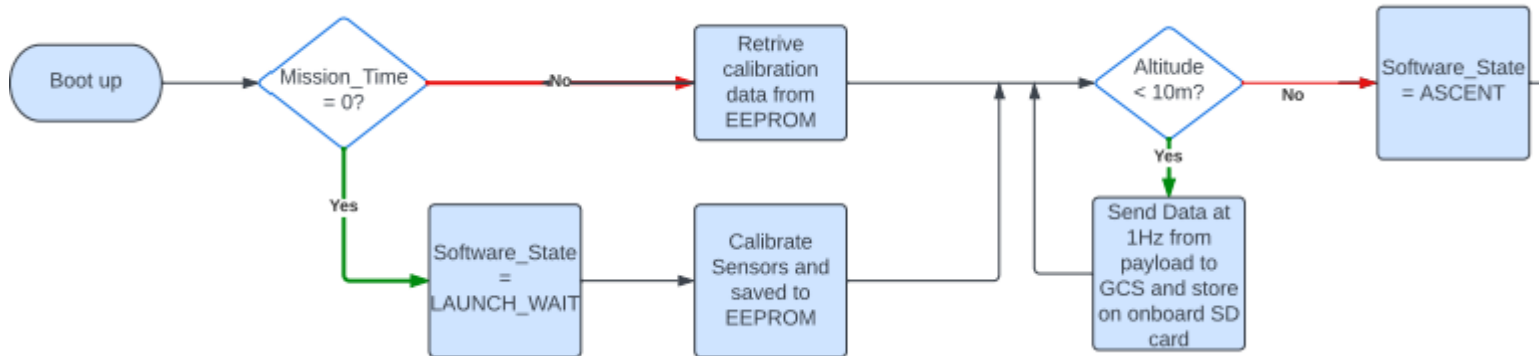 Boot up
Mission_Time
= 0?
No
Retrive
calibration
data from
EEPROM
Altitude
< 10m?
No
Software_State
= ASCENT
Yes
Yes
Software_State
=
LAUNCH_WAIT
Calibrate
Sensors and
saved to
EEPROM
Send Data at
1Hz from
payload to
GCS and store
on onboard SD
card